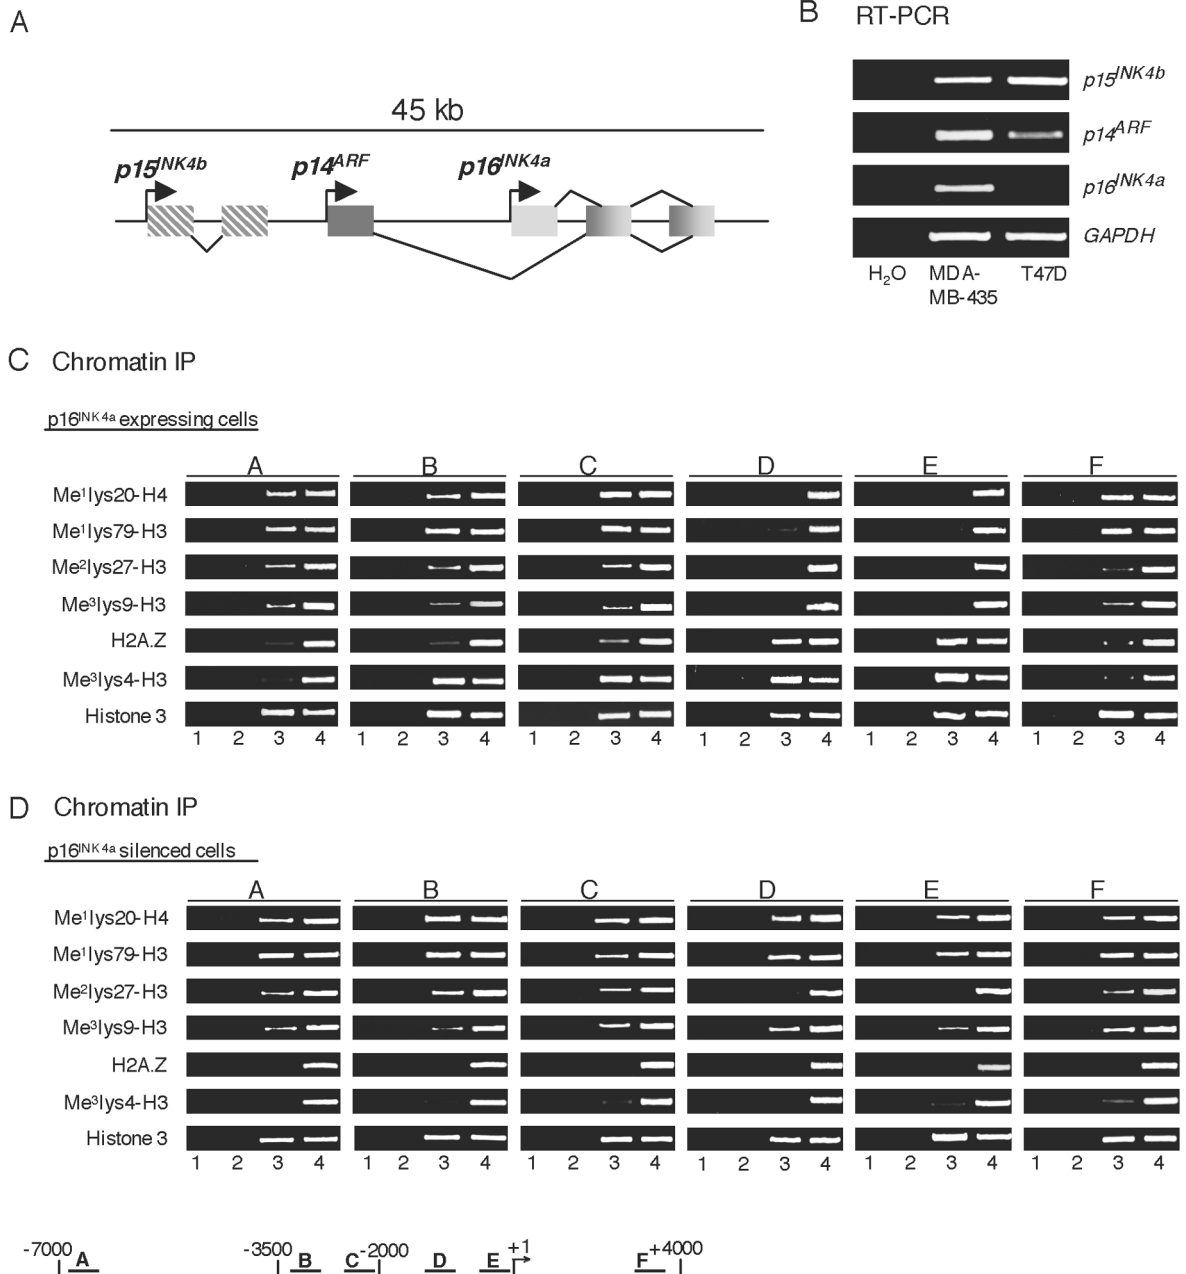 A
45 kb
p15INK4b p14ARF p16INK4a
B RT-PCR
p15INK4b
p14ARF
p16INK4a
GAPDH
H2O MDA-MB-435 T47D
C Chromatin IP
p16INK4a expressing cells
A B C D E F
Me1lys20-H4
Me1lys79-H3
Me2lys27-H3
Me3lys9-H3
H2A.Z
Me3lys4-H3
Histone 3
1 2 3 4 1 2 3 4 1 2 3 4 1 2 3 4 1 2 3 4 1 2 3 4
D Chromatin IP
p16INK4a silenced cells
A B C D E F
Me1lys20-H4
Me1lys79-H3
Me2lys27-H3
Me3lys9-H3
H2A.Z
Me3lys4-H3
Histone 3
1 2 3 4 1 2 3 4 1 2 3 4 1 2 3 4 1 2 3 4 1 2 3 4
-7000 A -3500 B C -2000 D E +1 F +4000